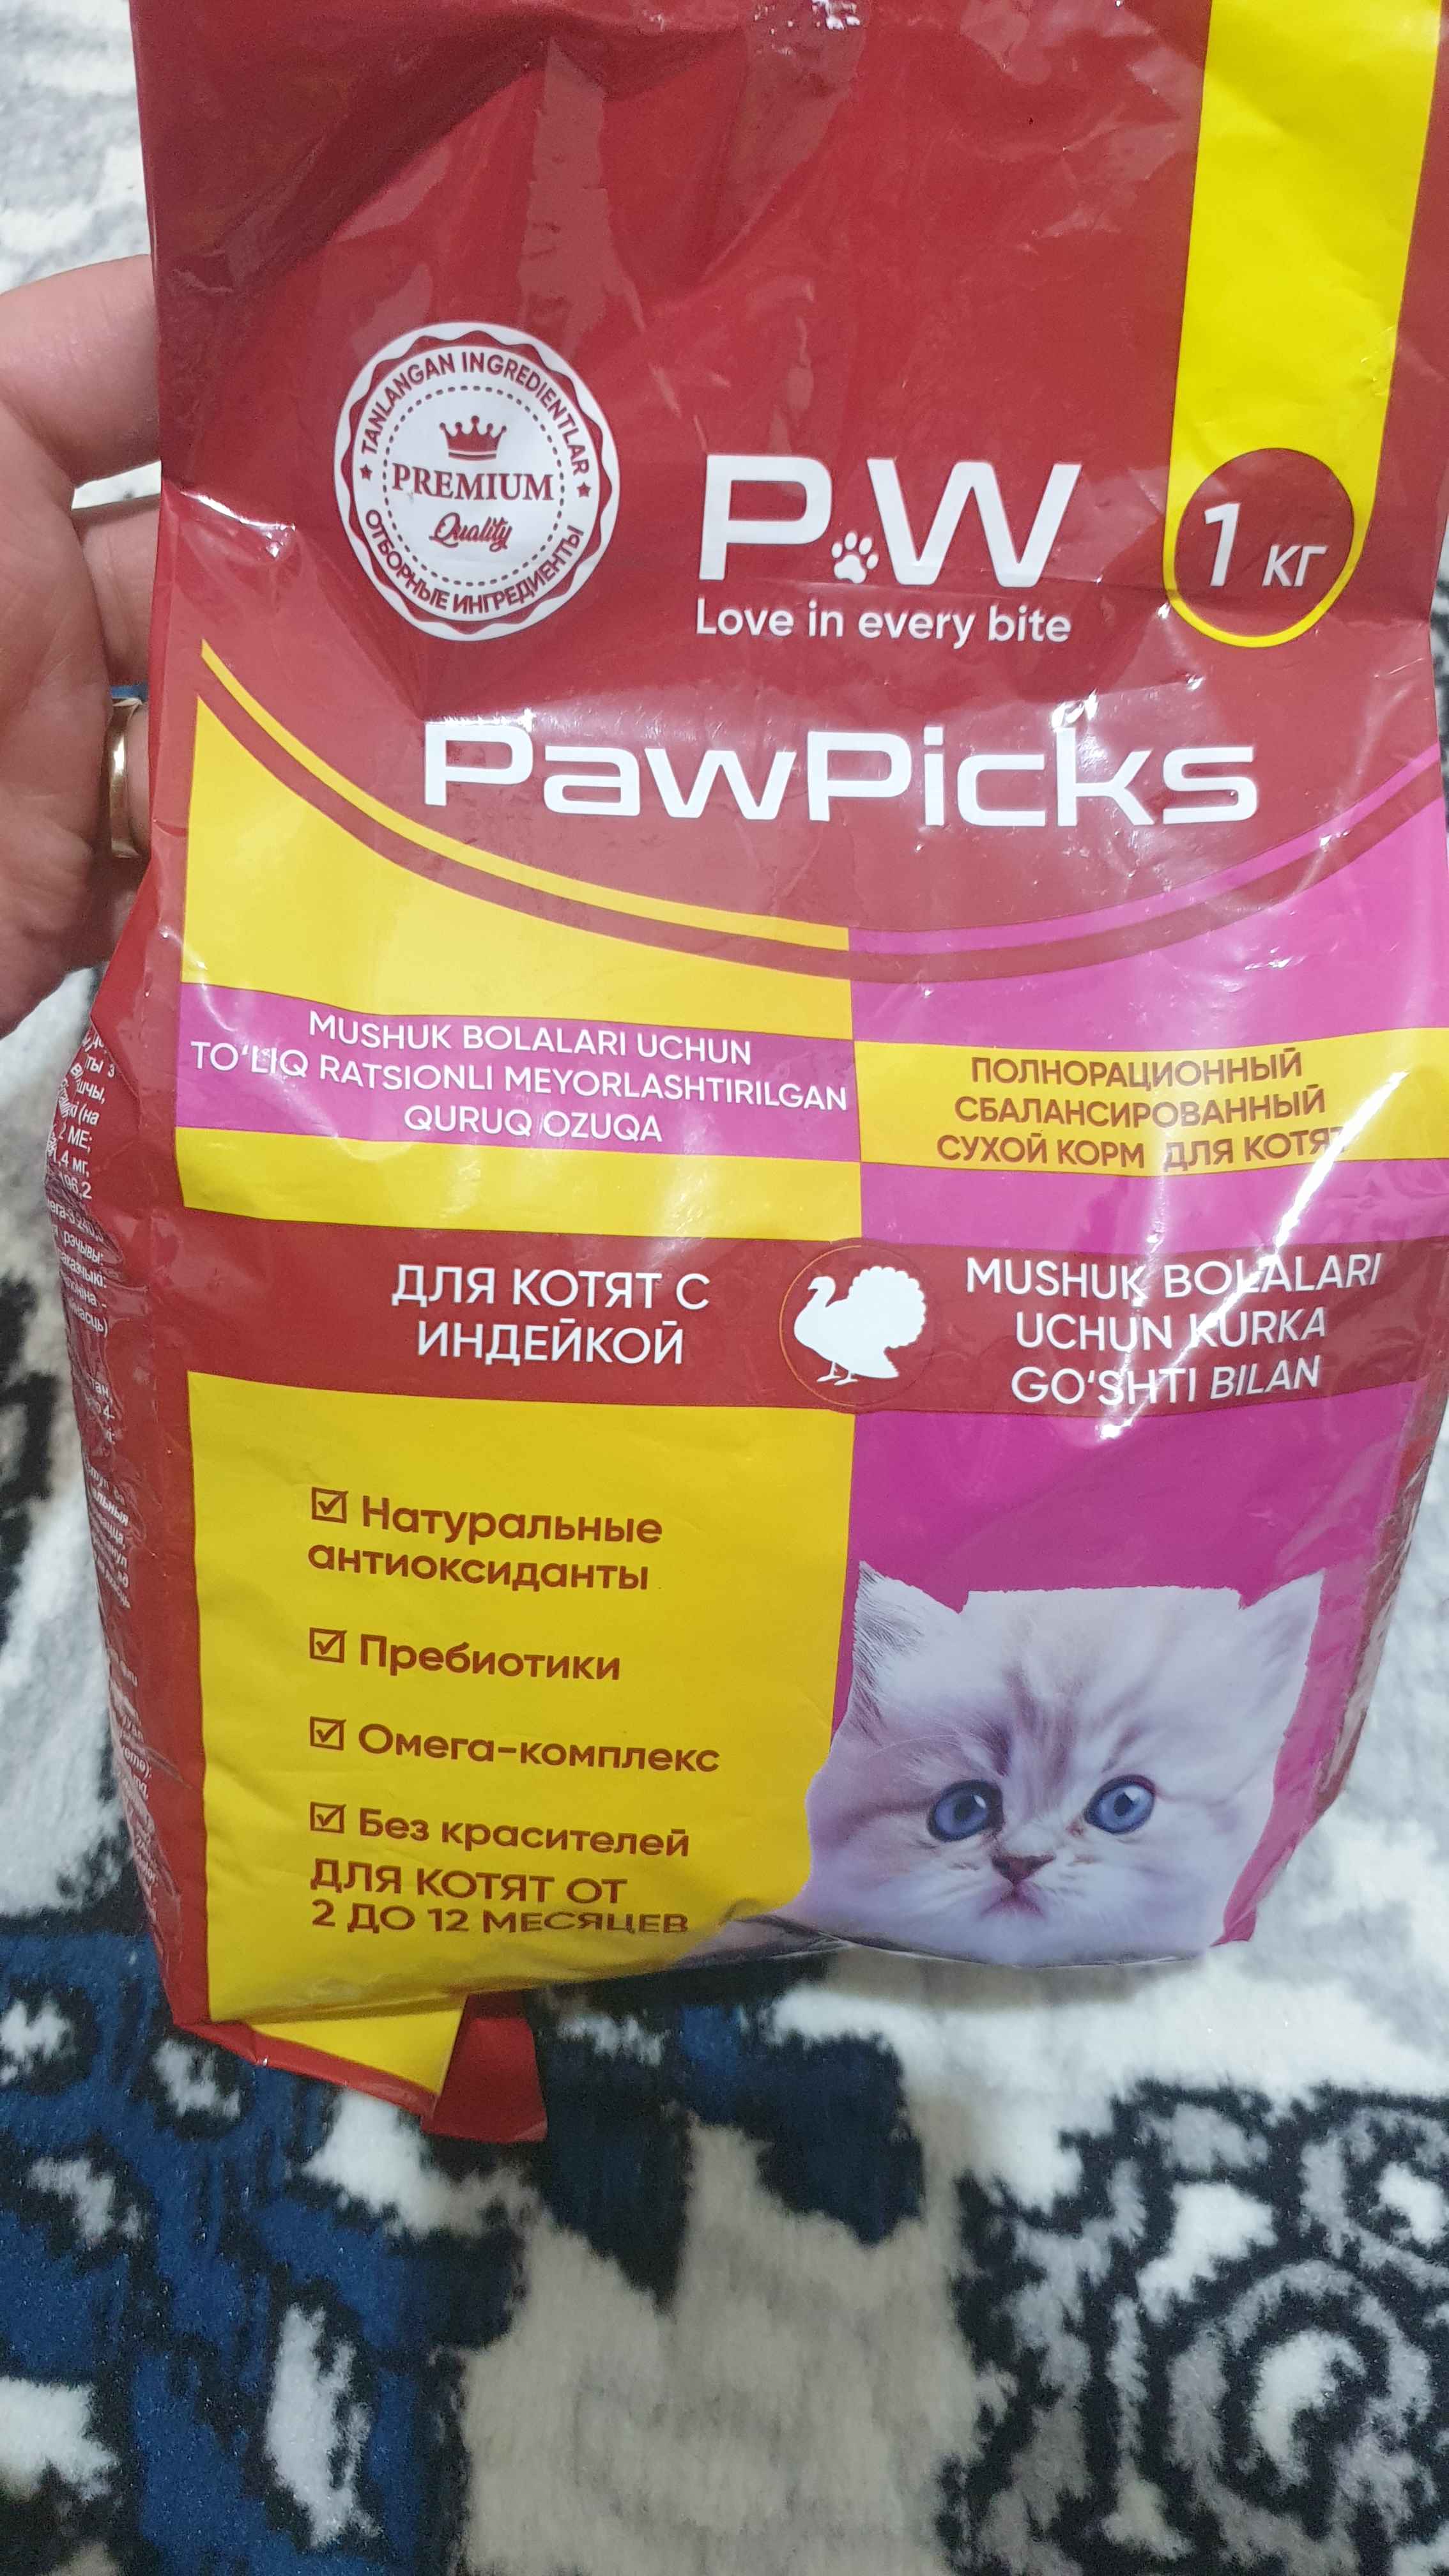 TANLANGAN INGREDIENTLAR
PREMIUM
Quality
ОТБОРНЫЕ ИНГРЕДИЕНТЫ
P.W
Love in every bite
1 КГ
PawPicks
MUSHUK BOLALARI UCHUN
TO'LIQ RATSIONLI MEYORLASHTIRILGAN
QURUQ OZUQA
ПОЛНОРАЦИОННЫЙ
СБАЛАНСИРОВАННЫЙ
СУХОЙ КОРМ ДЛЯ КОТЯТ
ДЛЯ КОТЯТ С
ИНДЕЙКОЙ
MUSHUK BOLALARI
UCHUN KURKA
GO'SHTI BILAN
Натуральные
антиоксиданты
Пребиотики
Омега-комплекс
Без красителей
ДЛЯ КОТЯТ ОТ
2 ДО 12 МЕСЯЦЕВ